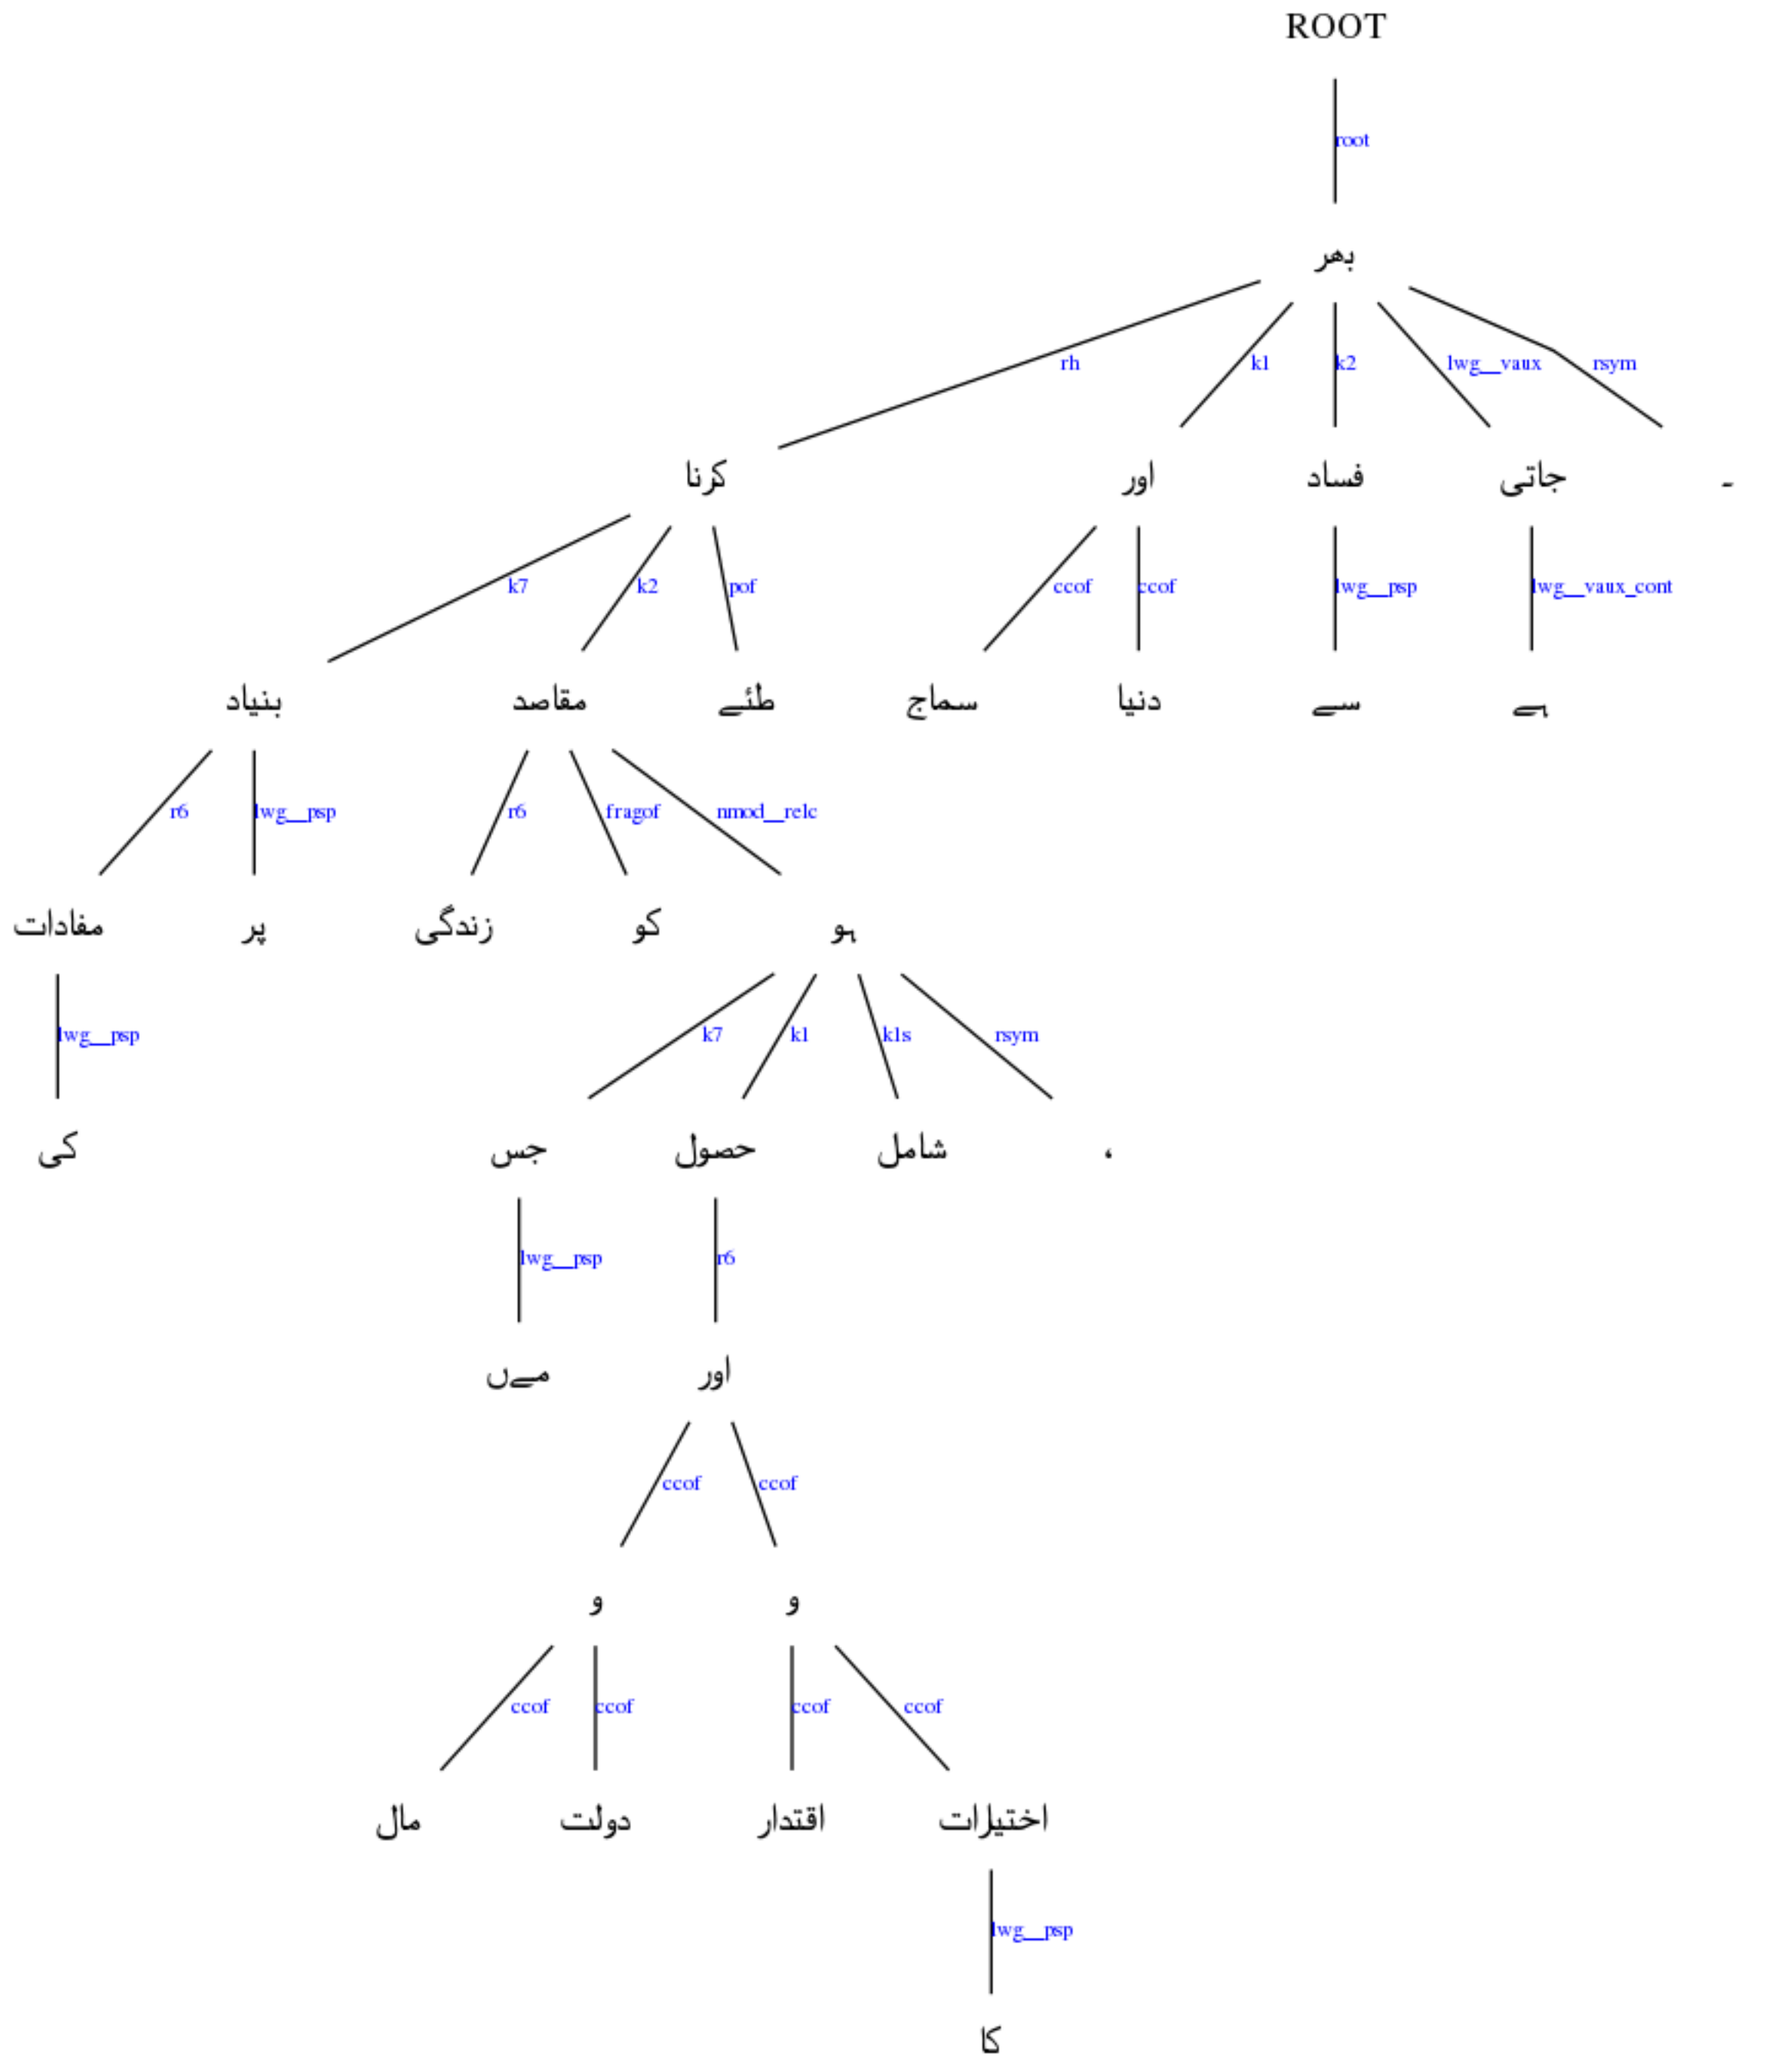 ROOT
root
بھر
rh k1 k2 lwg__vaux rsym
کرنا اور فساد جاتی ۔
k7 k2 pof ccof ccof lwg__psp lwg__vaux_cont
بنیاد مقاصد طئے سماج دنیا سے ہے
r6 lwg__psp r6 fragof nmod__relc
مفادات پر زندگی کو ہو
lwg__psp k7 k1 k1s rsym
کی جس حصول شامل ،
lwg__psp r6
مےں اور
ccof ccof
و و
ccof ccof ccof ccof
مال دولت اقتدار اختیرات
lwg__psp
کا